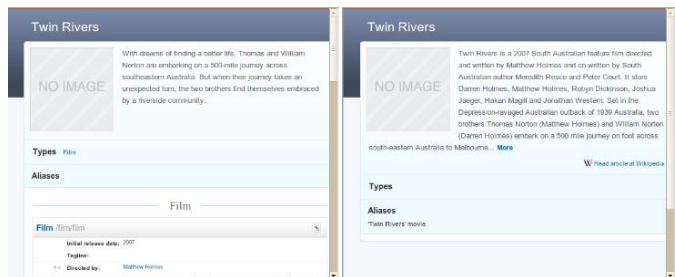 Twin Rivers
NO IMAGE
With dreams of finding a better life, Thomas and William
Norton are embarking on a 500-mile journey across
southeastern Australia. But when their journey takes an
unexpected turn, the two brothers find themselves embraced
by a riverside community.
Types Film
Aliases
Film
Film /film/film
Initial release date: 2007
Tagline:
Directed by: Matthew Holmes
Twin Rivers
NO IMAGE
Twin Rivers is a 2007 South Australian feature film directed
and written by Matthew Holmes and co-written by South
Australian author Meredith Resce and Peter Court. It stars
Darren Holmes, Matthew Holmes, Robyn Dickinson, Joshua
Jaeger, Hakan Magill and Jonathan Western. Set in the
Depression-ravaged Australian outback of 1939 Australia, two
brothers Thomas Norton (Matthew Holmes) and William Norton
(Darren Holmes) embark on a 500 mile journey on foot across
south-eastern Australia to Melbourne... More
W Read article at Wikipedia
Types
Aliases
'Twin Rivers' movie